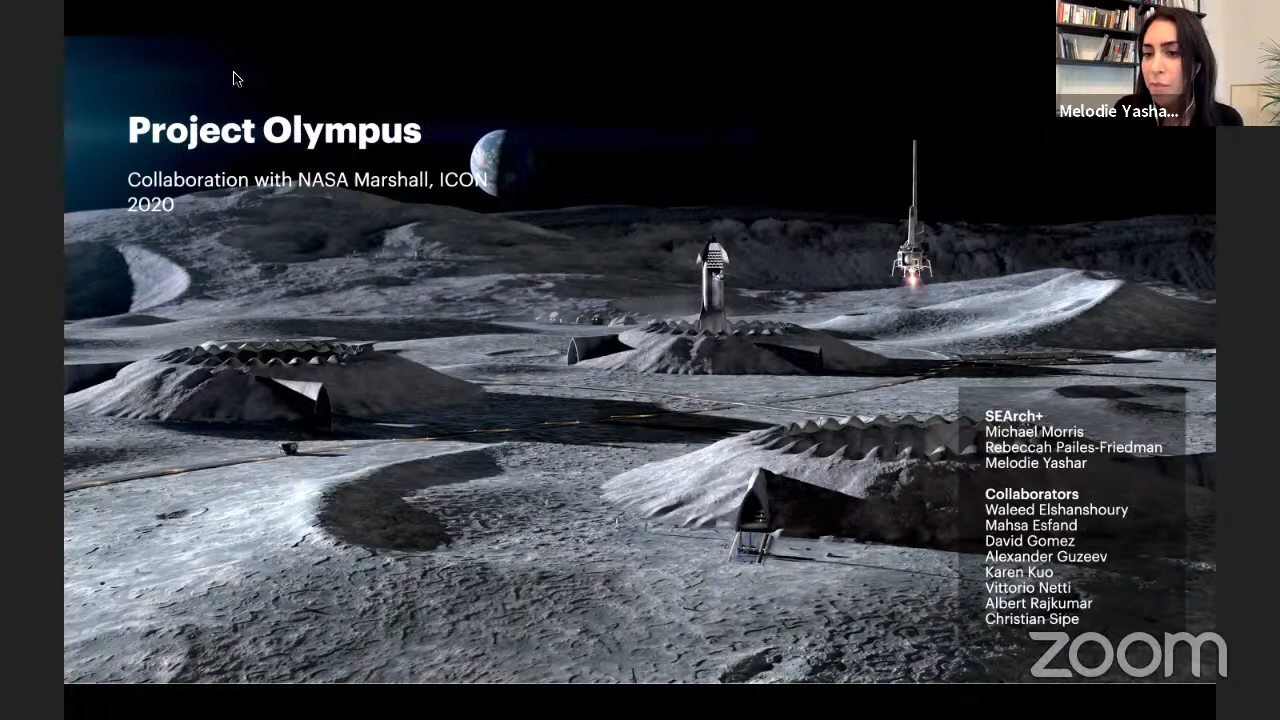 Project Olympus
Collaboration with NASA Marshall, ICON
2020
Melodie Yasha...
SEArch+
Michael Morris
Rebeccah Pailes-Friedman
Melodie Yashar
Collaborators
Waleed Elshanshoury
Mahsa Esfand
David Gomez
Alexander Guzeev
Karen Kuo
Vittorio Netti
Albert Rajkumar
Christian Sipe
zoom